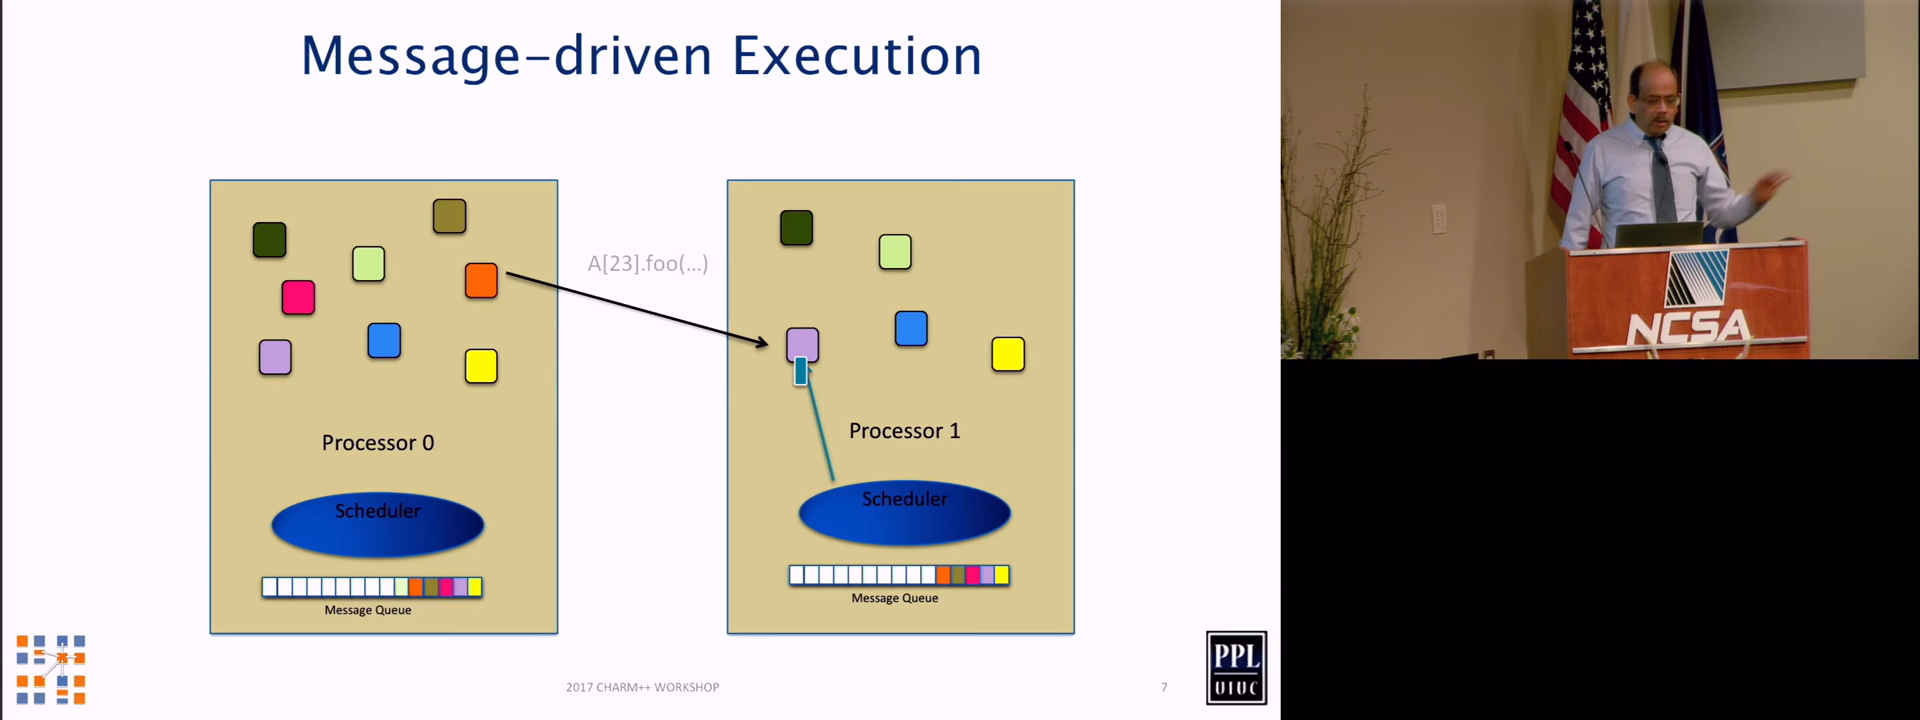 Message-driven Execution
A[23].foo(...)
Processor 0
Scheduler
Message Queue
Processor 1
Scheduler
Message Queue
2017 CHARM++ WORKSHOP
7
PPL
UIUC
NCSA